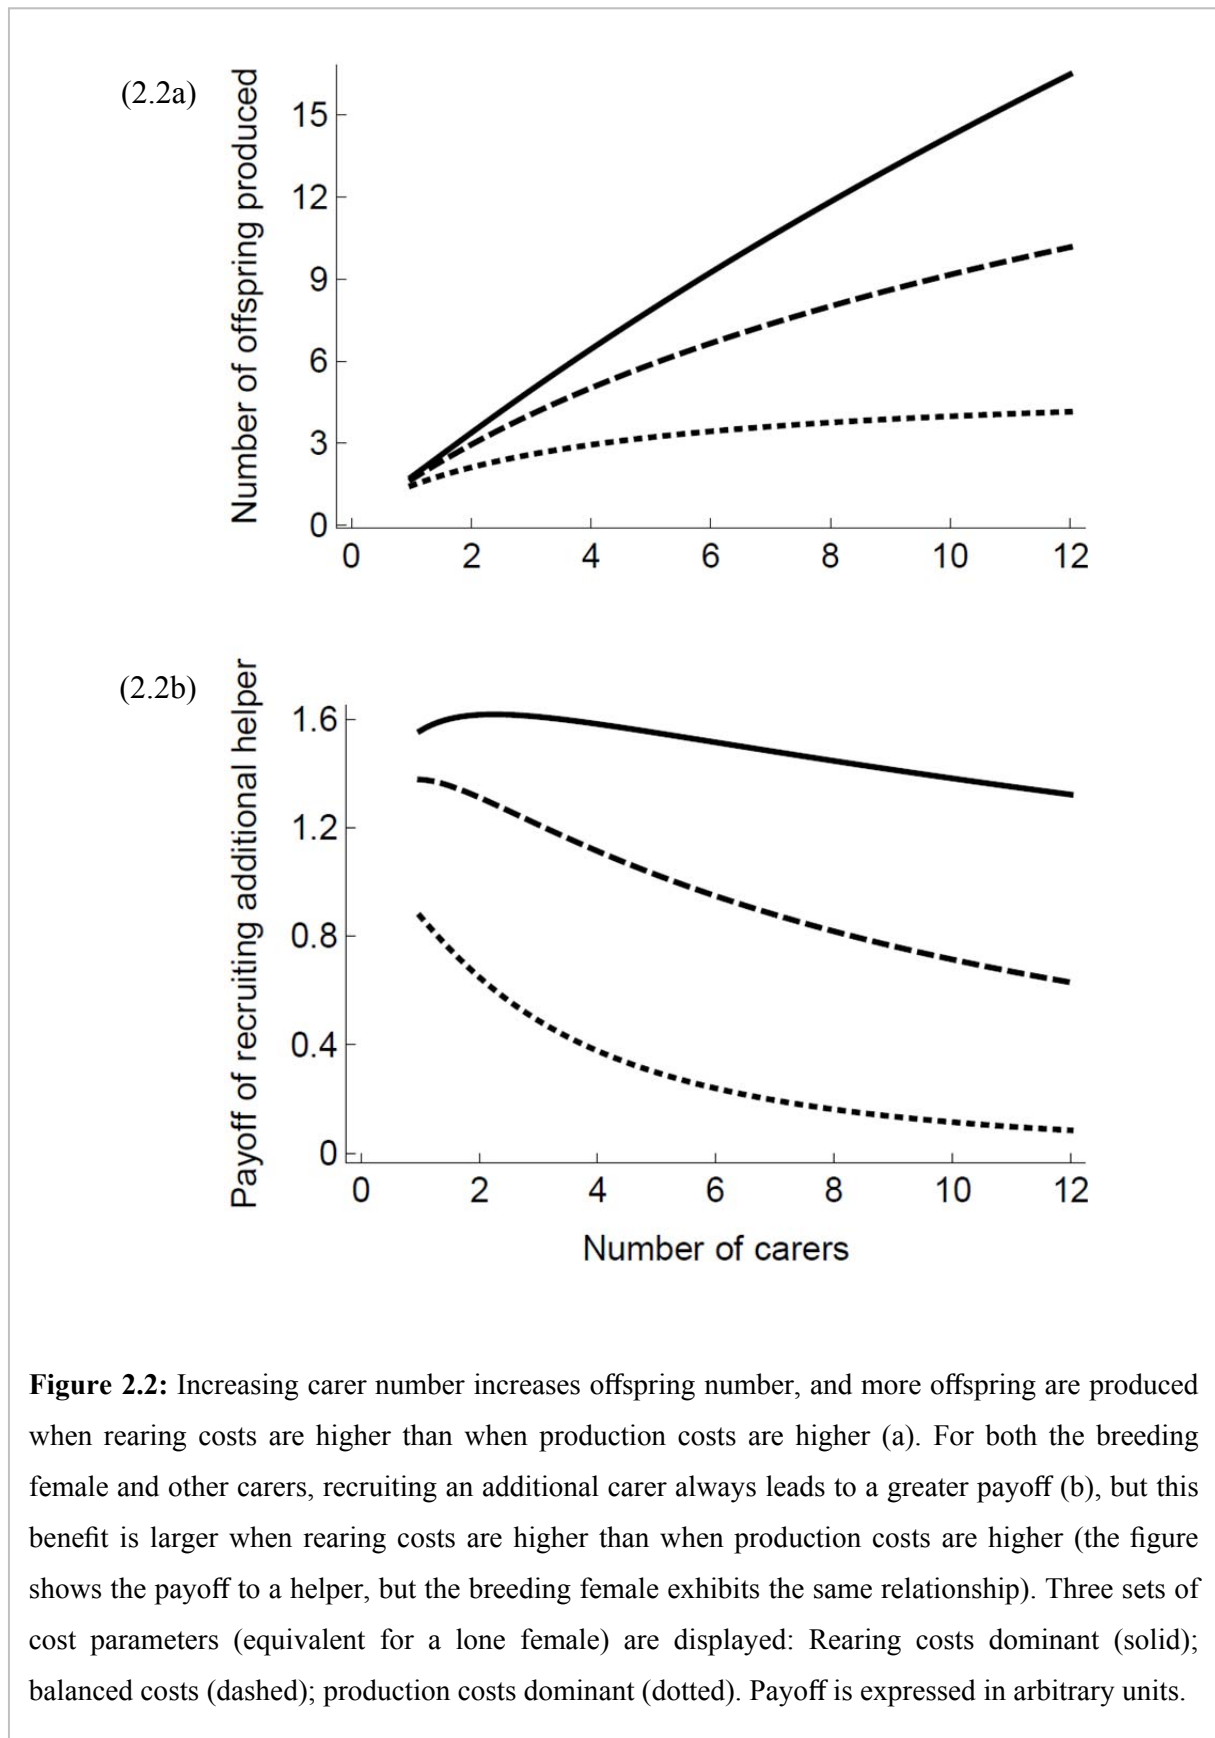 (2.2a)
Number of offspring produced
15
12
9
6
3
0
0 2 4 6 8 10 12
(2.2b)
Payoff of recruiting additional helper
1.6
1.2
0.8
0.4
0
0 2 4 6 8 10 12
Number of carers
Figure 2.2: Increasing carer number increases offspring number, and more offspring are produced
when rearing costs are higher than when production costs are higher (a). For both the breeding
female and other carers, recruiting an additional carer always leads to a greater payoff (b), but this
benefit is larger when rearing costs are higher than when production costs are higher (the figure
shows the payoff to a helper, but the breeding female exhibits the same relationship). Three sets of
cost parameters (equivalent for a lone female) are displayed: Rearing costs dominant (solid);
balanced costs (dashed); production costs dominant (dotted). Payoff is expressed in arbitrary units.